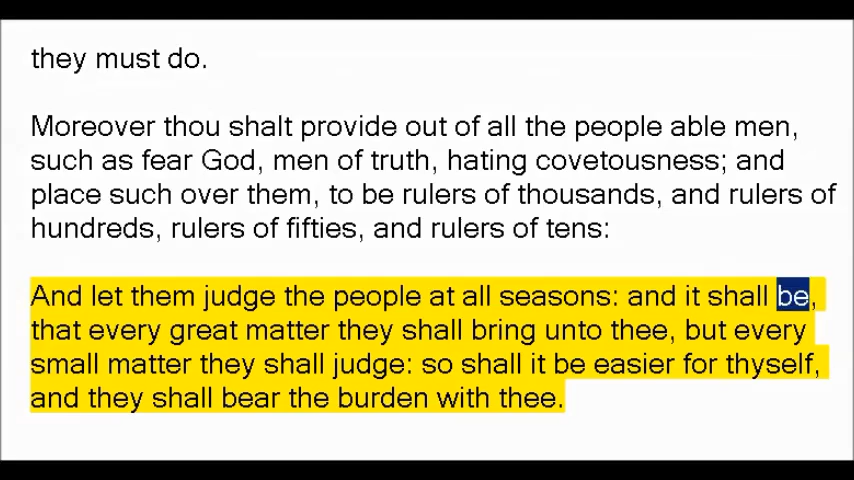 they must do.
Moreover thou shalt provide out of all the people able men,
such as fear God, men of truth, hating covetousness; and
place such over them, to be rulers of thousands, and rulers of
hundreds, rulers of fifties, and rulers of tens:
And let them judge the people at all seasons: and it shall be,
that every great matter they shall bring unto thee, but every
small matter they shall judge: so shall it be easier for thyself,
and they shall bear the burden with thee.